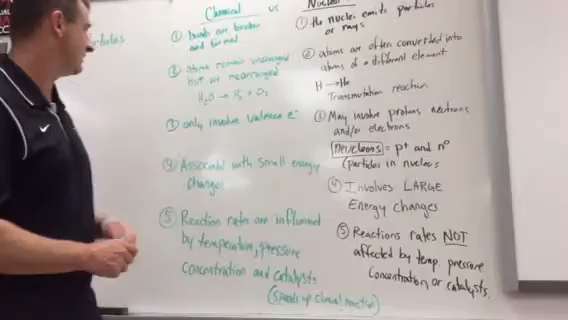 Chemical vs
① bonds are broken
and formed
② atoms remain unchanged
but are rearranged
H₂O → H₂ + O₂
③ only involve valence e⁻
④ Associated with small energy
changes
⑤ Reaction rates are influenced
by temperature, pressure
Concentration and catalysts
(speeds up chemical reaction)
① the nuclei emits particles
or rays
② atoms are often converted into
atoms of a different element
H → He
Transmutation reaction
③ May involve protons neutrons
and/or electrons
nucleons = p⁺ and n⁰
(particles in nucleus
④ Involves LARGE
Energy changes
⑤ Reactions rates NOT
affected by temp. pressure
Concentration, or catalysts.